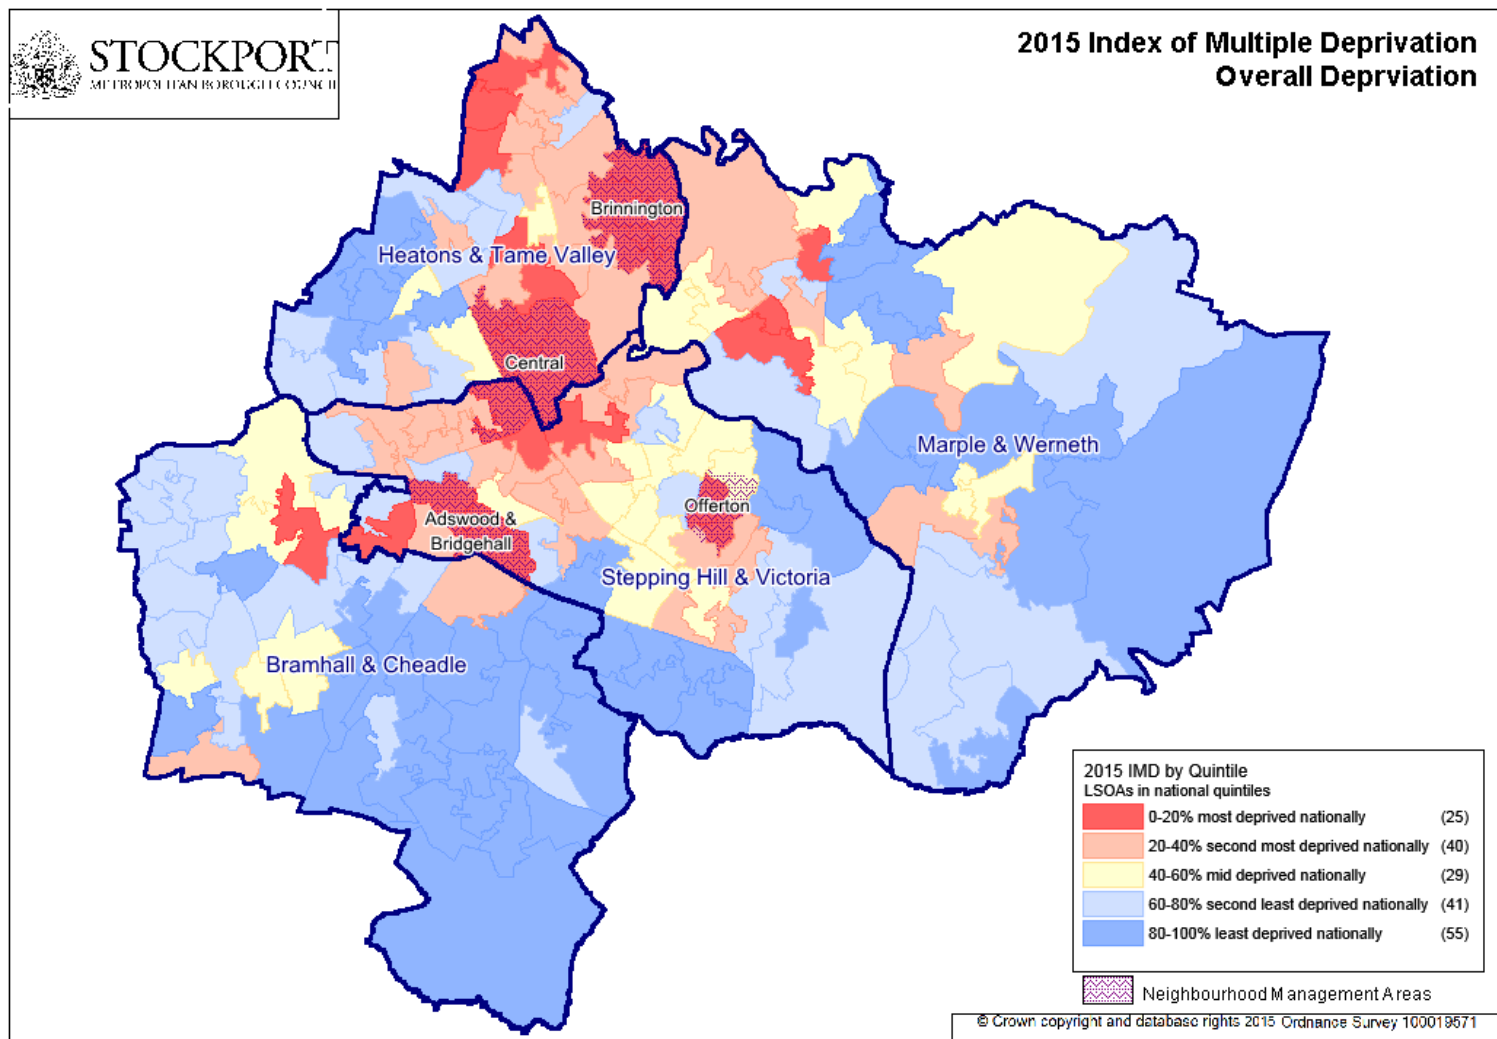 STOCKPORT
METROPOLITAN BOROUGH COUNCIL
2015 Index of Multiple Deprivation
Overall Deprviation
Brinnington
Heatons & Tame Valley
Central
Marple & Werneth
Offerton
Adswood &
Bridgehall
Stepping Hill & Victoria
Bramhall & Cheadle
2015 IMD by Quintile
LSOAs in national quintiles
0-20% most deprived nationally (25)
20-40% second most deprived nationally (40)
40-60% mid deprived nationally (29)
60-80% second least deprived nationally (41)
80-100% least deprived nationally (55)
Neighbourhood Management Areas
© Crown copyright and database rights 2015 Ordnance Survey 100019571